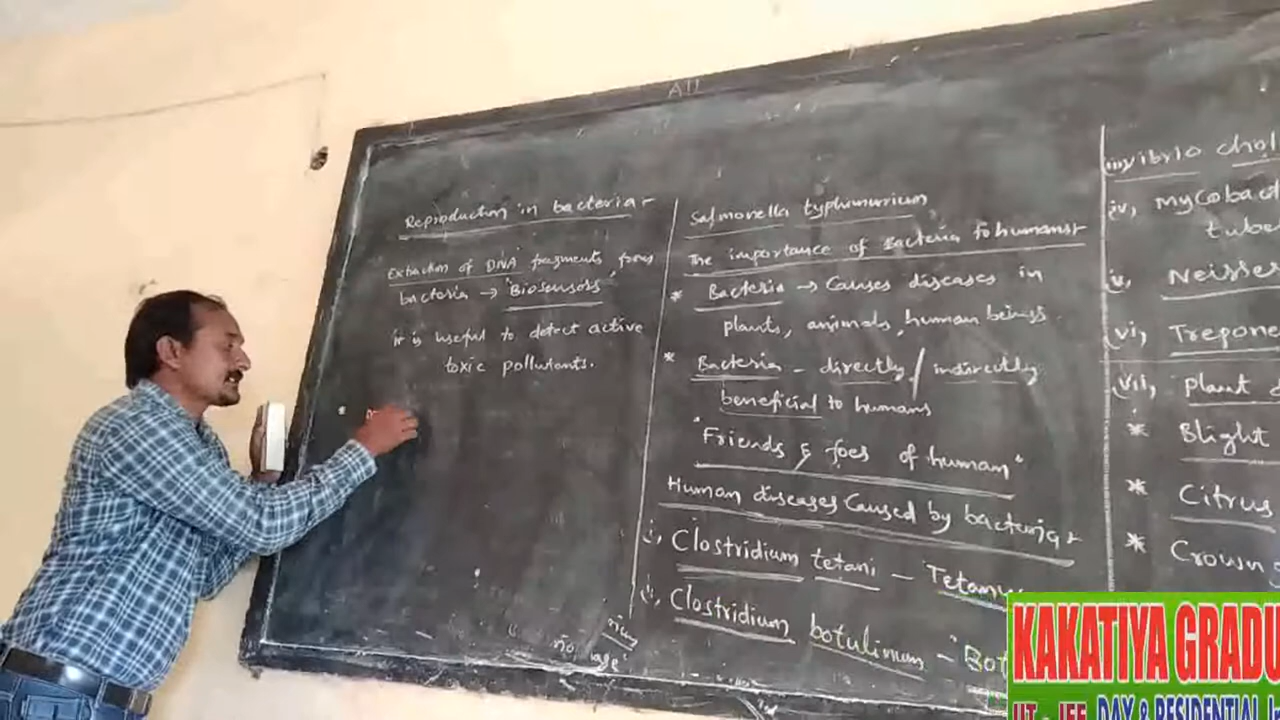 All
Reproduction in bacteria-
Extraction of DNA fragments from
bacteria → "Biosensors
it is useful to detect active
toxic pollutants.
*
Salmonella typhimurium
The importance of Bacteria to humans:-
* Bacteria → Causes diseases in
plants, animals, human beings.
* Bacteria - directly / indirectly
beneficial to humans
"Friends & foes of human"
Human diseases Caused by bacteria:-
i, Clostridium tetani - Tetanus
ii, Clostridium botulinum - "Bot
no age"
iii, vibrio chol
iv, mycobact
tube
v, Neisser
vi, Trepone
vii, plant d
* Blight
* Citrus
* Crown g
KAKATIYA GRADU
IIT - JEE DAY & RESIDENTIAL I